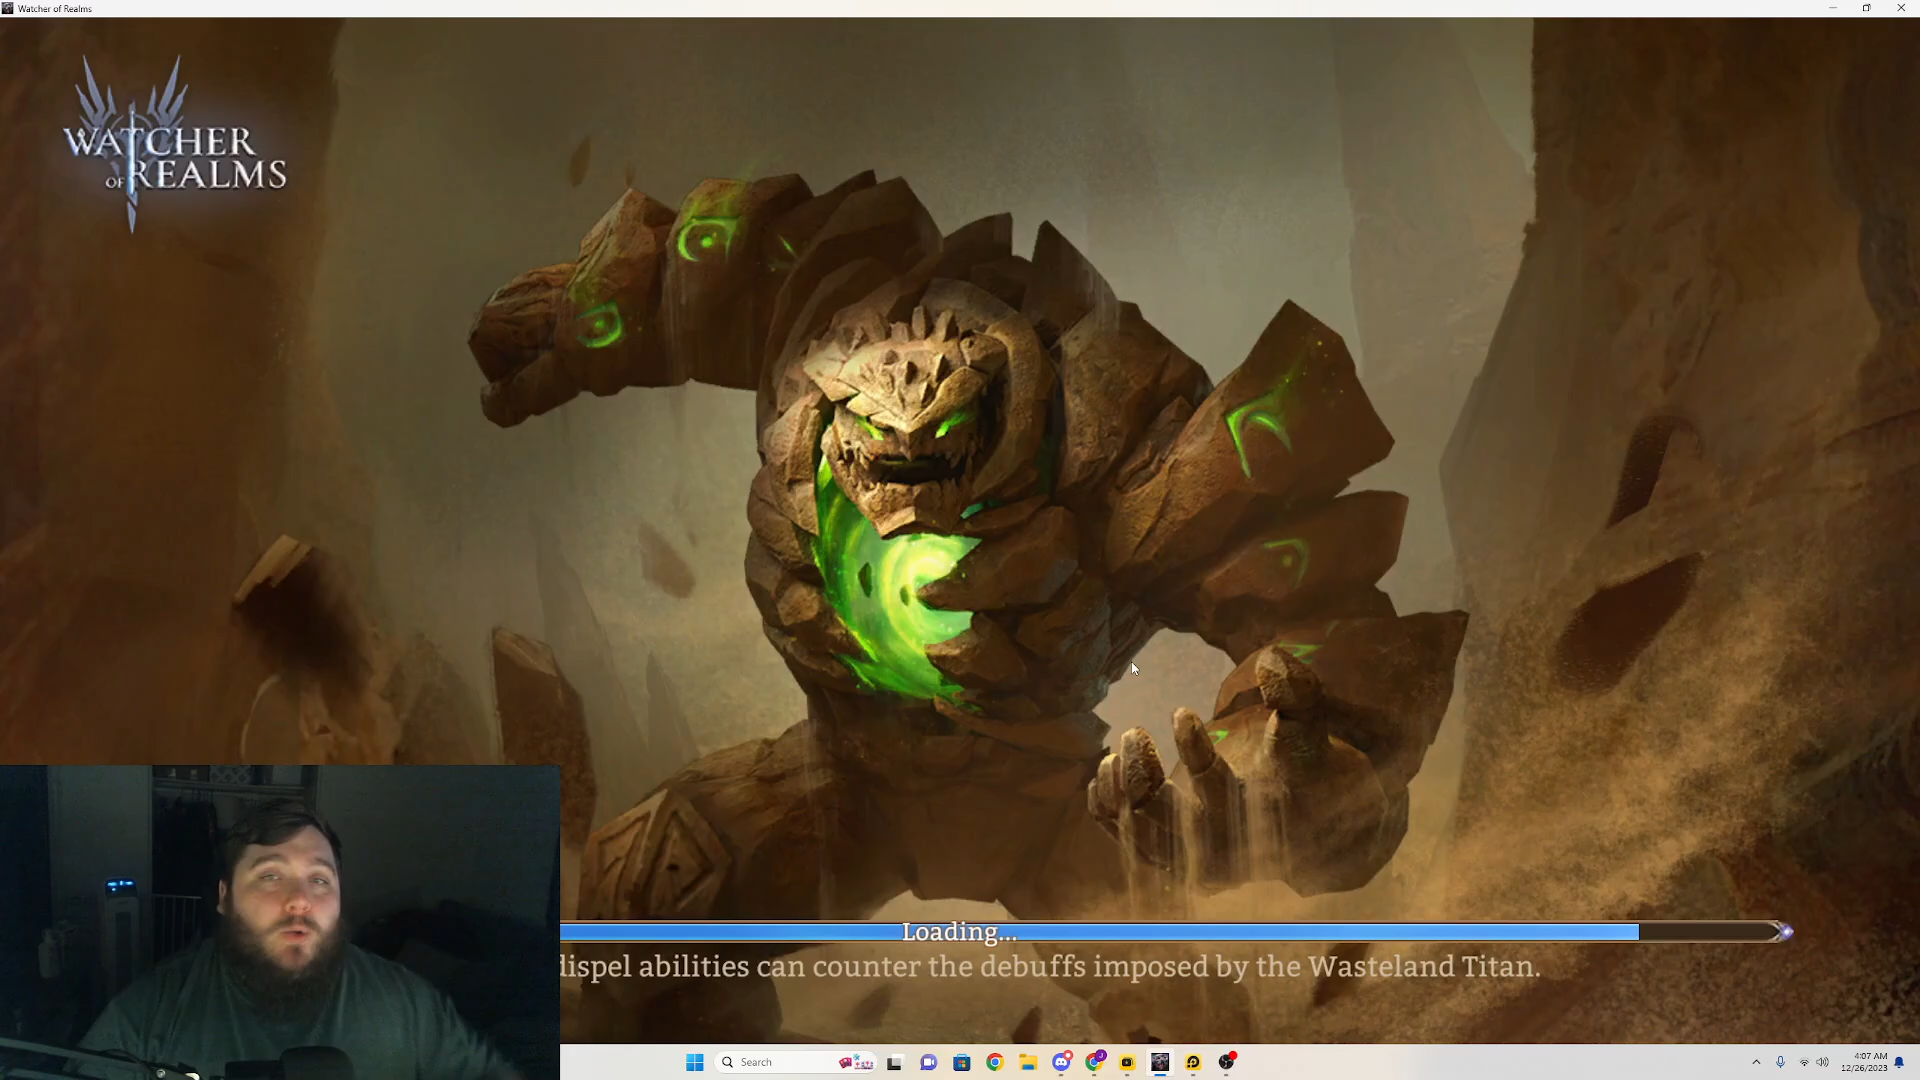 Watcher of Realms
WATCHER
OF REALMS
Loading...
dispel abilities can counter the debuffs imposed by the Wasteland Titan.
Search
4:07 AM
12/26/2023